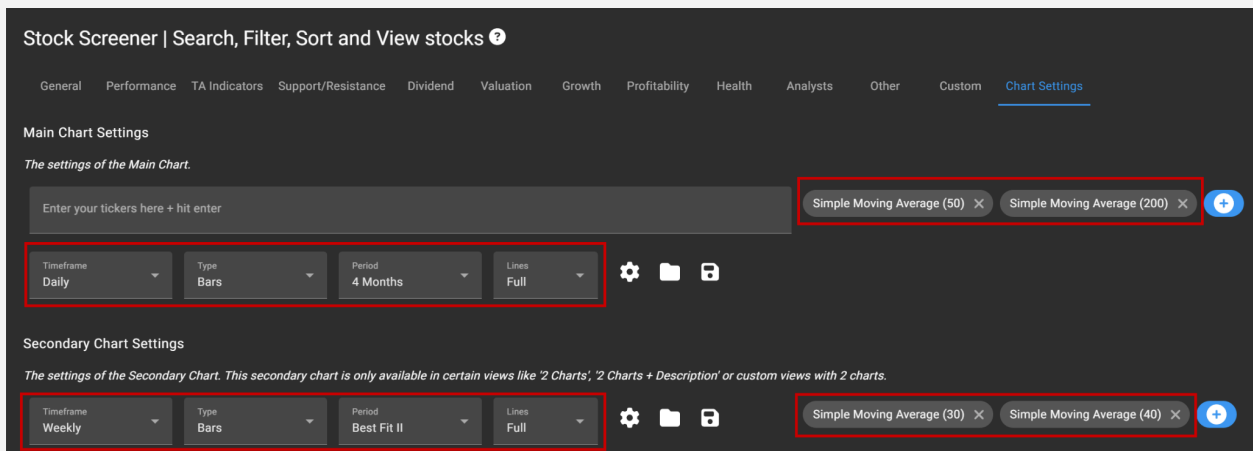 Stock Screener | Search, Filter, Sort and View stocks ?
General Performance TA Indicators Support/Resistance Dividend Valuation Growth Profitability Health Analysts Other Custom Chart Settings
Main Chart Settings
The settings of the Main Chart.
Enter your tickers here + hit enter
Simple Moving Average (50) × Simple Moving Average (200) × +
Timeframe Type Period Lines
Daily Bars 4 Months Full
Secondary Chart Settings
The settings of the Secondary Chart. This secondary chart is only available in certain views like '2 Charts', '2 Charts + Description' or custom views with 2 charts.
Timeframe Type Period Lines
Weekly Bars Best Fit II Full
Simple Moving Average (30) × Simple Moving Average (40) × +